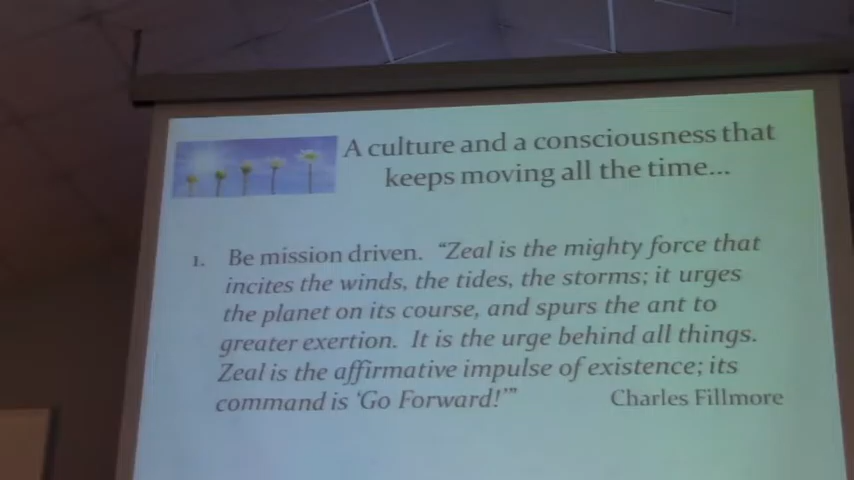 A culture and a consciousness that
keeps moving all the time...
1. Be mission driven. “Zeal is the mighty force that
incites the winds, the tides, the storms; it urges
the planet on its course, and spurs the ant to
greater exertion. It is the urge behind all things.
Zeal is the affirmative impulse of existence; its
command is ‘Go Forward!’” Charles Fillmore